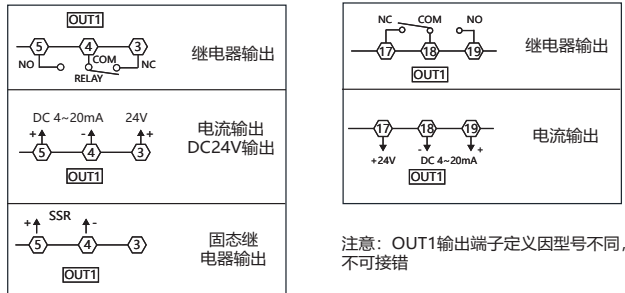 OUT1
5 4 3
NO COM NC
RELAY
继电器输出
DC 4~20mA 24V
+ - +
5 4 3
OUT1
电流输出
DC24V输出
SSR
+ -
5 4 3
OUT1
固态继
电器输出
NC COM NO
17 18 19
OUT1
继电器输出
17 18 19
- +
+24V DC 4~20mA
OUT1
电流输出
注意：OUT1输出端子定义因型号不同，
不可接错